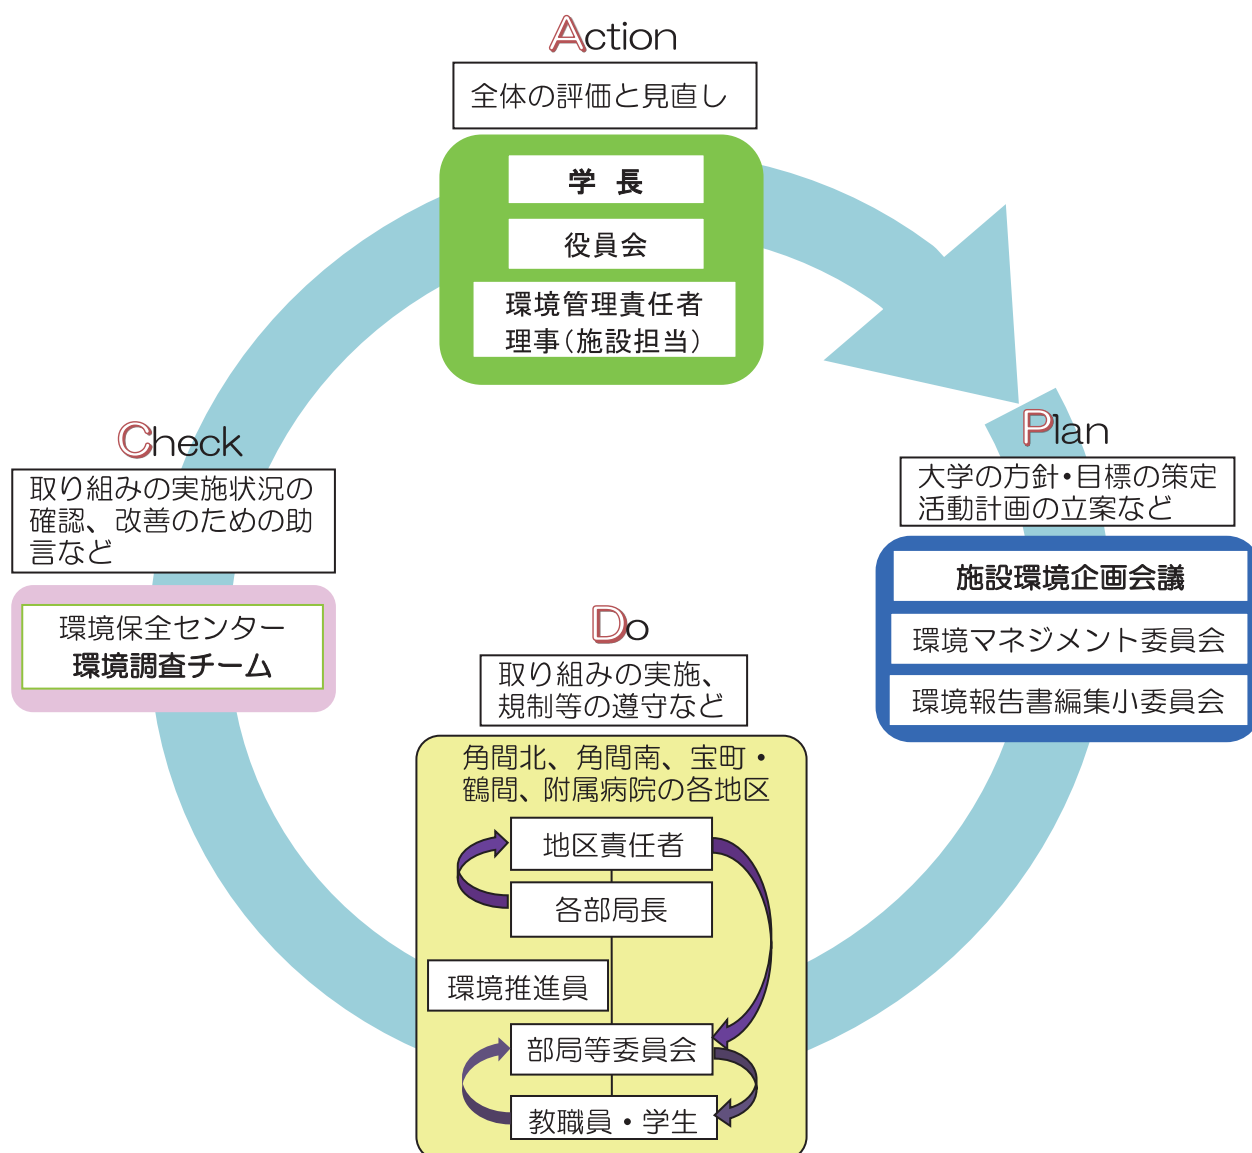 Action
全体の評価と見直し
学 長
役員会
環境管理責任者
理事（施設担当）
Plan
大学の方針・目標の策定
活動計画の立案など
施設環境企画会議
環境マネジメント委員会
環境報告書編集小委員会
Do
取り組みの実施、
規制等の遵守など
角間北、角間南、宝町・
鶴間、附属病院の各地区
地区責任者
各部局長
環境推進員
部局等委員会
教職員・学生
Check
取り組みの実施状況の
確認、改善のための助
言など
環境保全センター
環境調査チーム